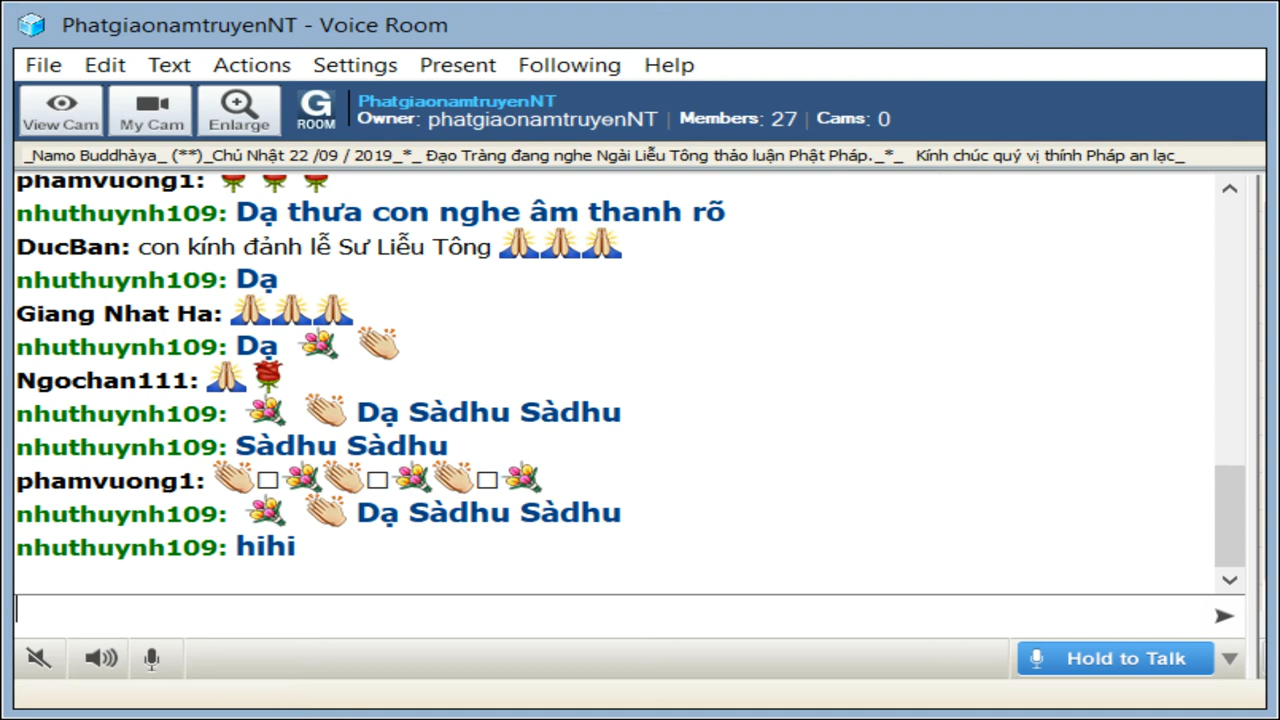 PhatgiaonamtruyenNT - Voice Room
File Edit Text Actions Settings Present Following Help
View Cam My Cam Enlarge G ROOM
PhatgiaonamtruyenNT
Owner: phatgiaonamtruyenNT | Members: 27 | Cams: 0
_Namo Buddhàya_ (**)_Chủ Nhật 22 /09 / 2019_*_ Đạo Tràng đang nghe Ngài Liễu Tông thảo luận Phật Pháp._*_ Kính chúc quý vị thính Pháp an lạc_
phamvuong1: 🌹 🌹 🌹
nhuthuynh109: Dạ thưa con nghe âm thanh rõ
DucBan: con kính đảnh lễ Sư Liễu Tông 🙏🙏🙏
nhuthuynh109: Dạ
Giang Nhat Ha: 🙏🙏🙏
nhuthuynh109: Dạ 💐 👏
Ngochan111: 🙏🌹
nhuthuynh109: 💐 👏 Dạ Sàdhu Sàdhu
nhuthuynh109: Sàdhu Sàdhu
phamvuong1: 👏□💐👏□💐👏□💐
nhuthuynh109: 💐 👏 Dạ Sàdhu Sàdhu
nhuthuynh109: hihi
Hold to Talk